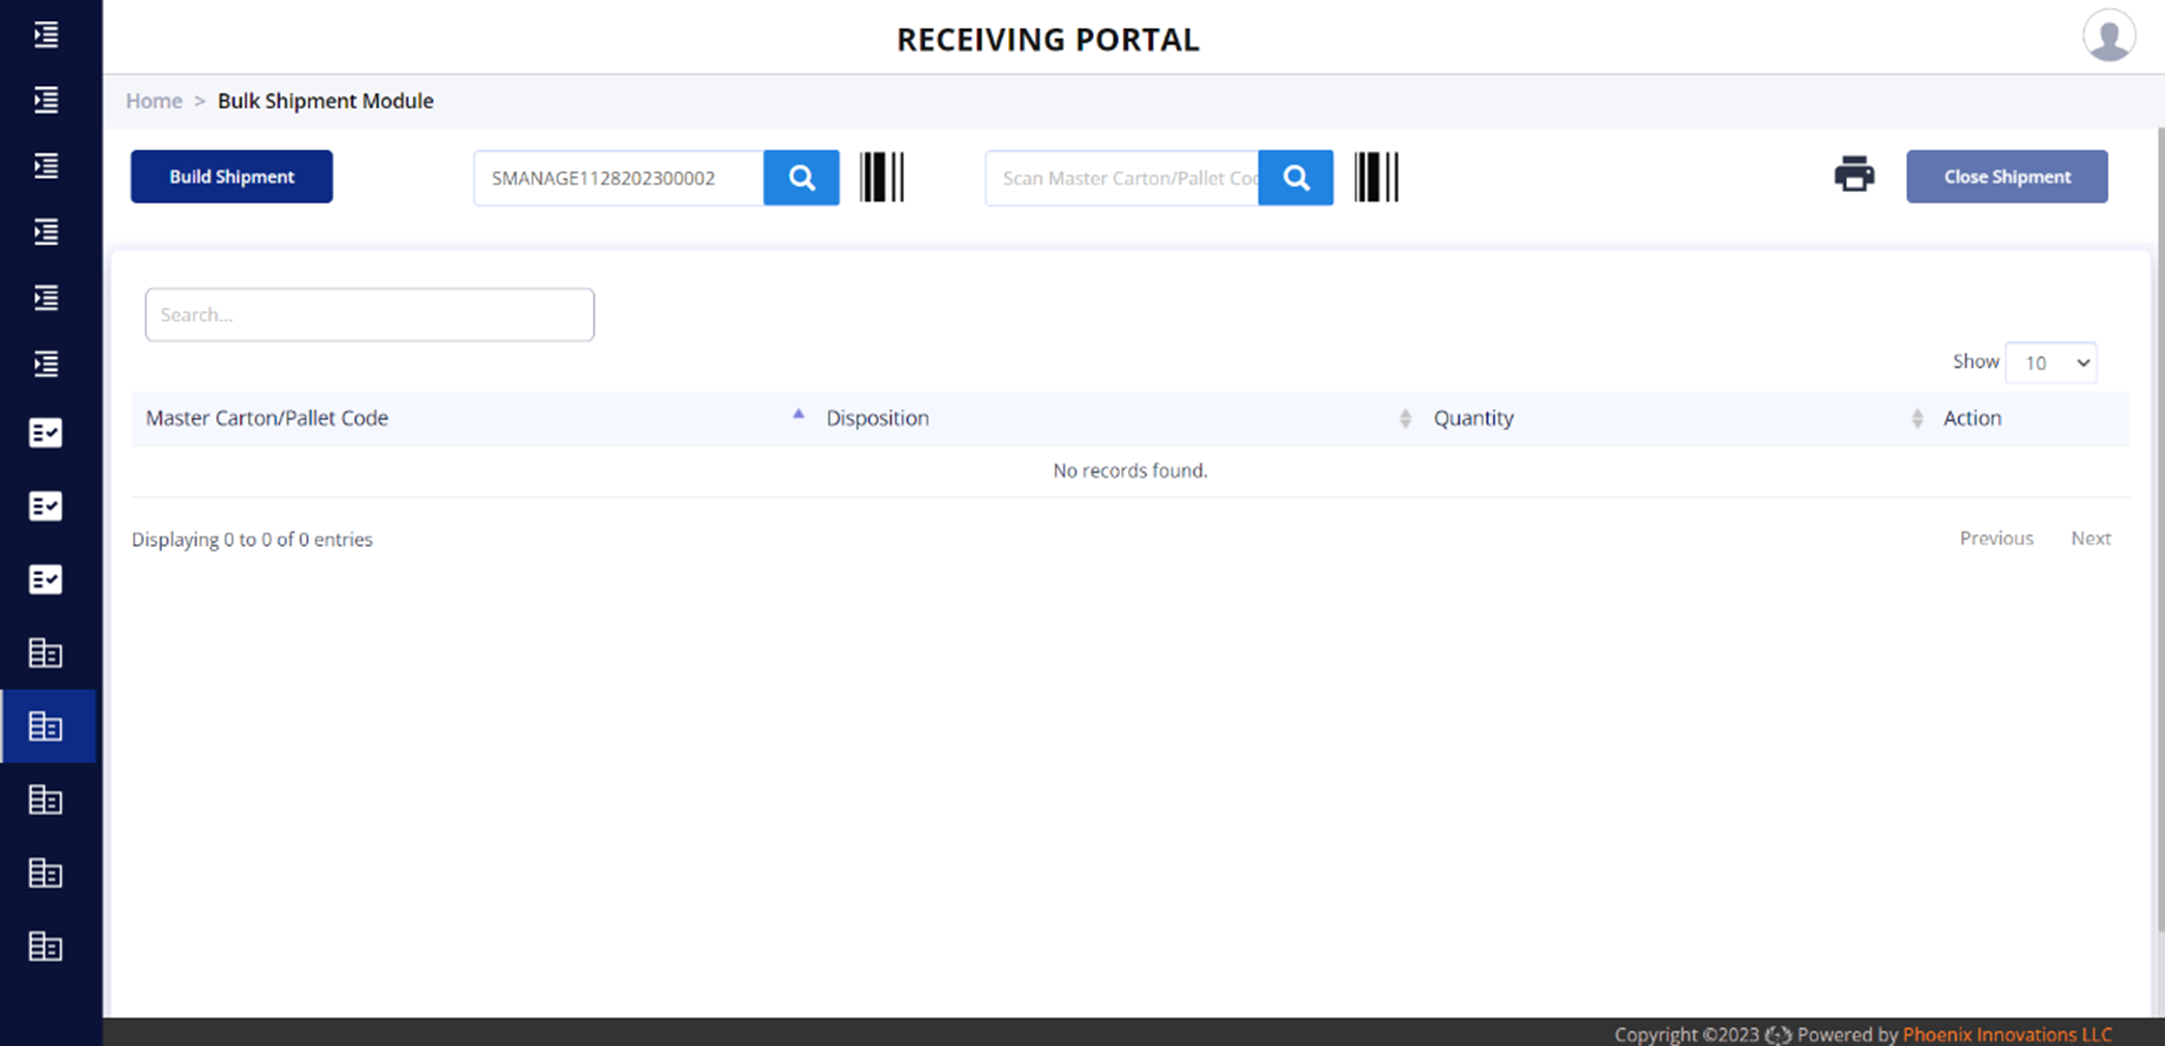 RECEIVING PORTAL
Home > Bulk Shipment Module
Build Shipment
SMANAGE1128202300002
Scan Master Carton/Pallet Coc
Close Shipment
Search...
Show 10
Master Carton/Pallet Code Disposition Quantity Action
No records found.
Displaying 0 to 0 of 0 entries
Previous Next
Copyright ©2023 Powered by Phoenix Innovations LLC